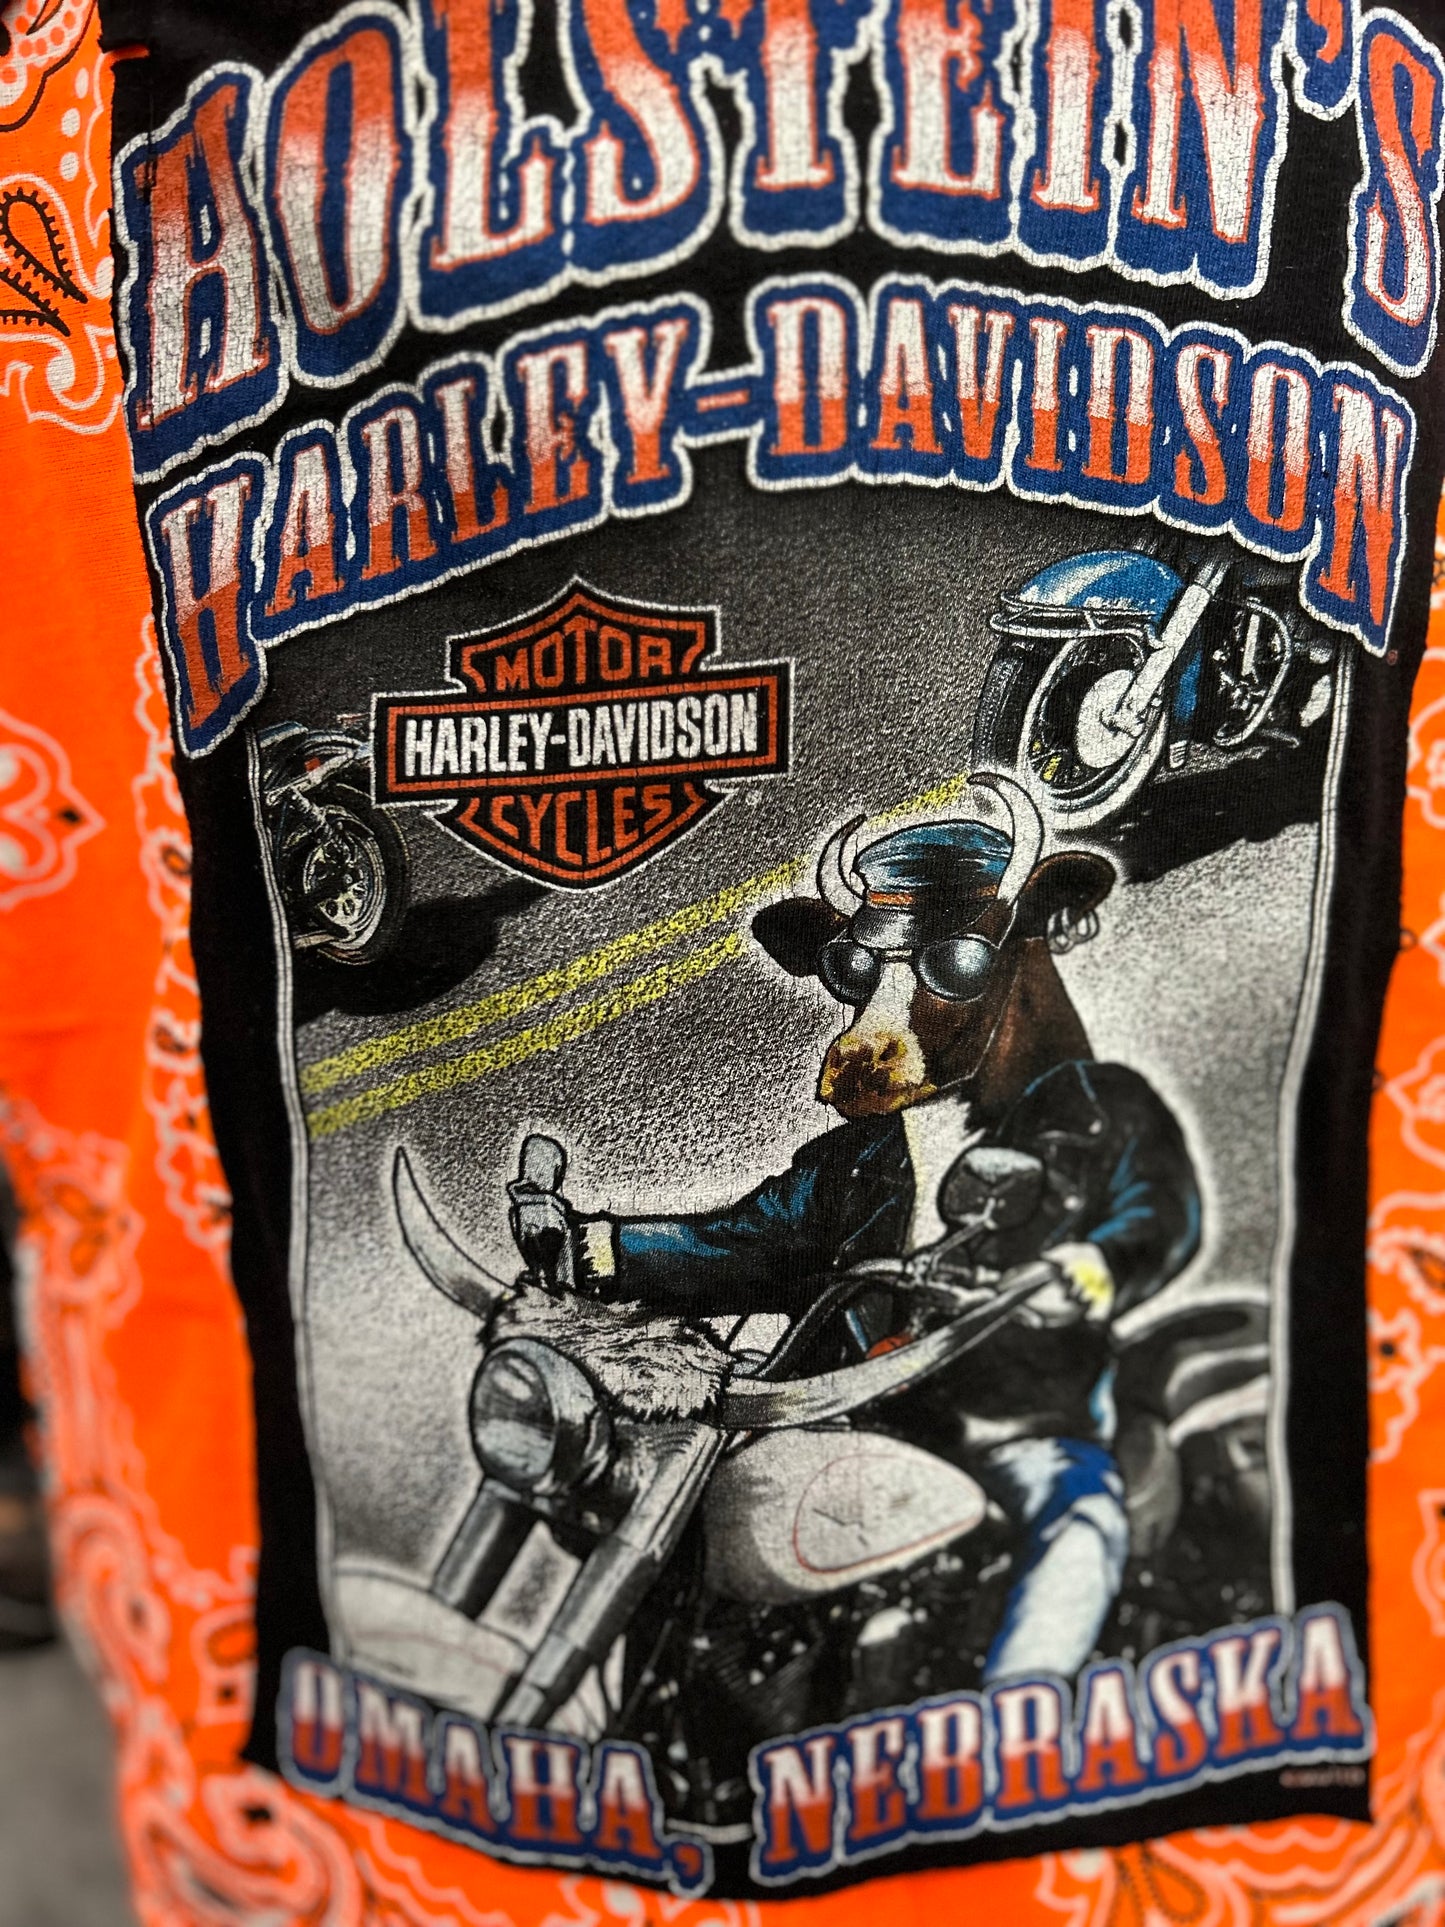 HOLSTEIN'S
HARLEY-DAVIDSON
MOTOR
HARLEY-DAVIDSON
CYCLES
OMAHA, NEBRASKA